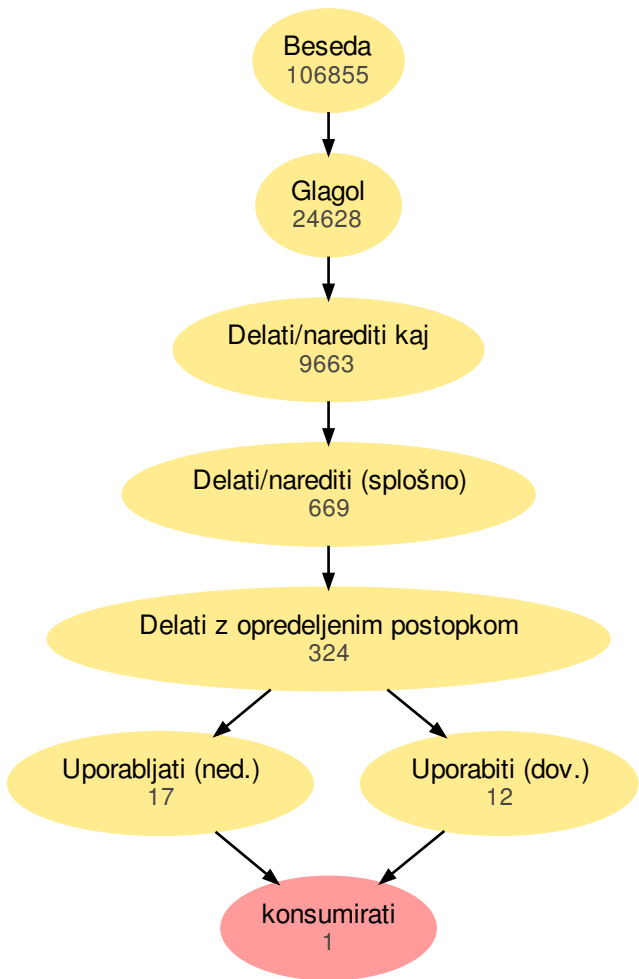 Beseda
106855
Glagol
24628
Delati/narediti kaj
9663
Delati/narediti (splošno)
669
Delati z opredeljenim postopkom
324
Uporabljati (ned.)
17
Uporabiti (dov.)
12
konsumirati
1